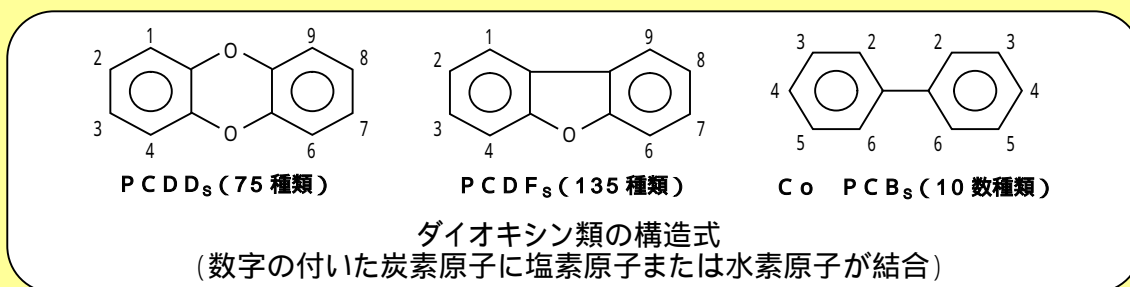 1 9 1 9 3 2 2 3
2 O 8 2 8
4 4
3 O 7 3 7
4 6 4 O 6 5 6 6 5
PCDDs(75種類) PCDFs(135種類) Co PCBs(10数種類)
ダイオキシン類の構造式
(数字の付いた炭素原子に塩素原子または水素原子が結合)